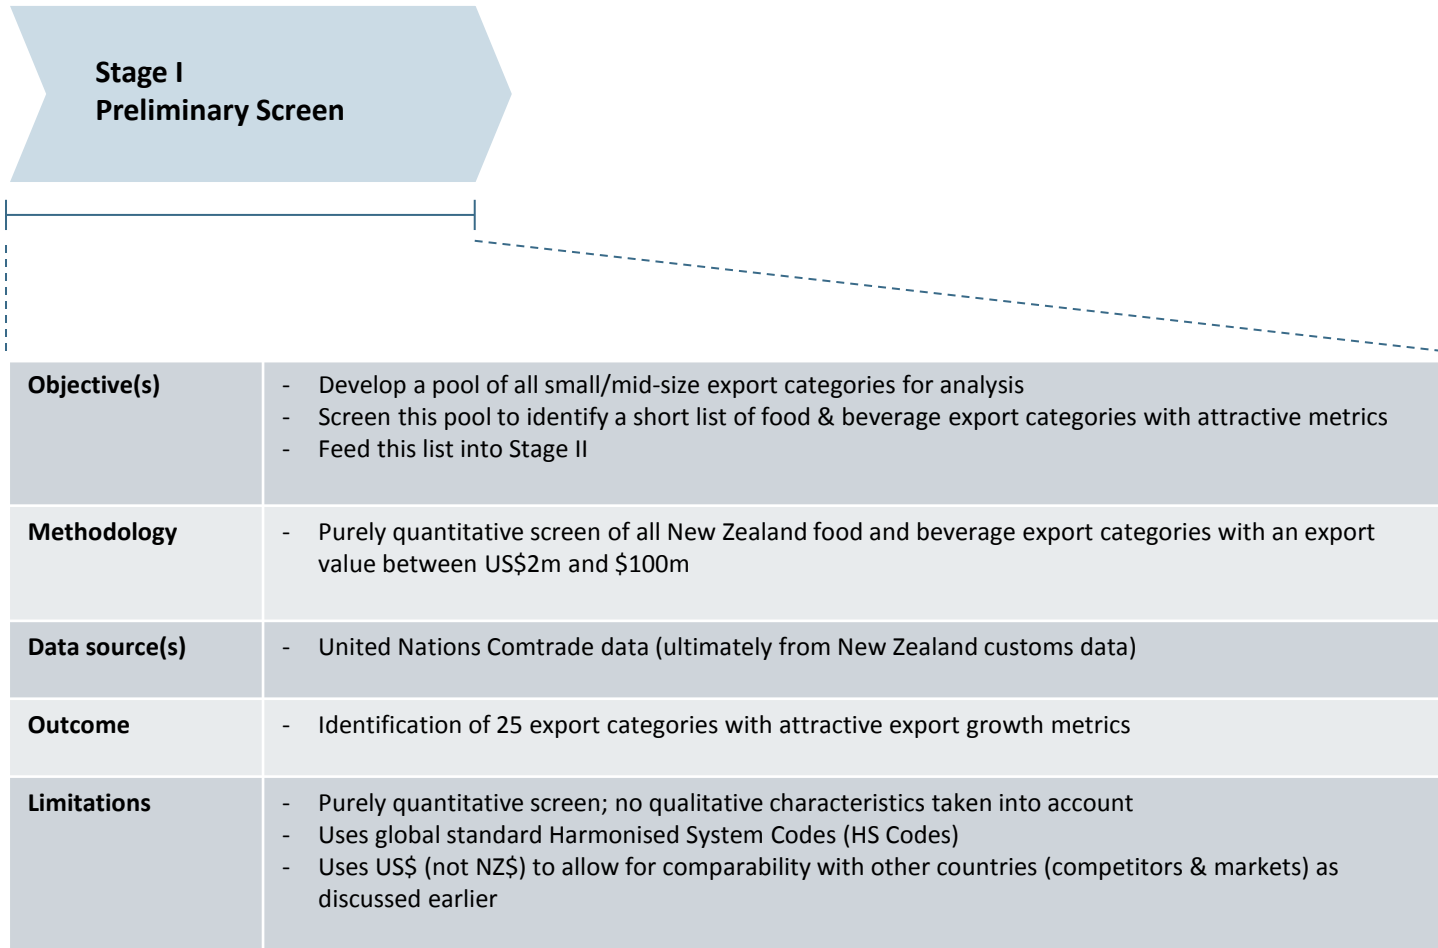 Stage I
Preliminary Screen
Objective(s)
- Develop a pool of all small/mid-size export categories for analysis
- Screen this pool to identify a short list of food & beverage export categories with attractive metrics
- Feed this list into Stage II
Methodology
- Purely quantitative screen of all New Zealand food and beverage export categories with an export
value between US$2m and $100m
Data source(s)
- United Nations Comtrade data (ultimately from New Zealand customs data)
Outcome
- Identification of 25 export categories with attractive export growth metrics
Limitations
- Purely quantitative screen; no qualitative characteristics taken into account
- Uses global standard Harmonised System Codes (HS Codes)
- Uses US$ (not NZ$) to allow for comparability with other countries (competitors & markets) as
discussed earlier